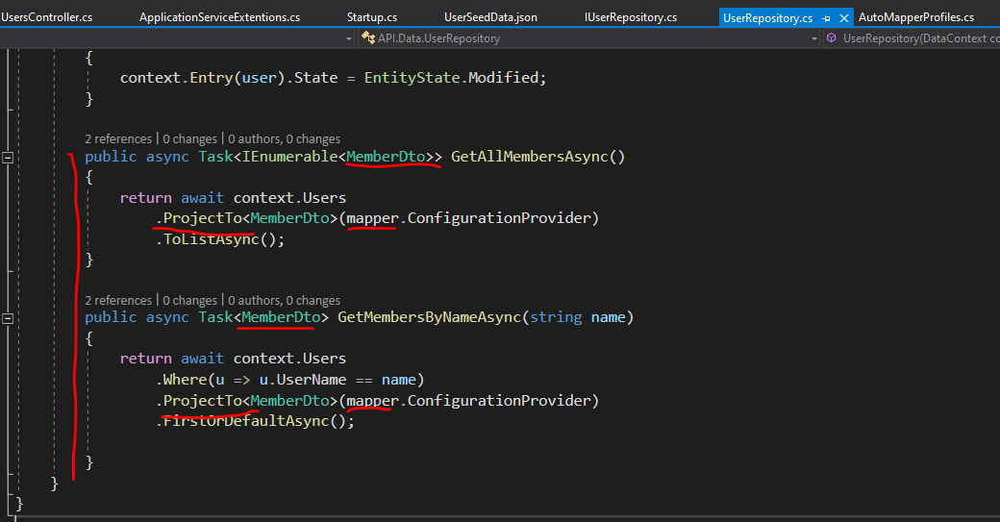 UsersController.cs ApplicationServiceExtentions.cs Startup.cs UserSeedData.json IUserRepository.cs UserRepository.cs AutoMapperProfiles.cs
API.Data.UserRepository UserRepository(DataContext co
{
context.Entry(user).State = EntityState.Modified;
}
2 references | 0 changes | 0 authors, 0 changes
public async Task<IEnumerable<MemberDto>> GetAllMembersAsync()
{
return await context.Users
.ProjectTo<MemberDto>(mapper.ConfigurationProvider)
.ToListAsync();
}
2 references | 0 changes | 0 authors, 0 changes
public async Task<MemberDto> GetMembersByNameAsync(string name)
{
return await context.Users
.Where(u => u.UserName == name)
.ProjectTo<MemberDto>(mapper.ConfigurationProvider)
.FirstOrDefaultAsync();
}
}
}